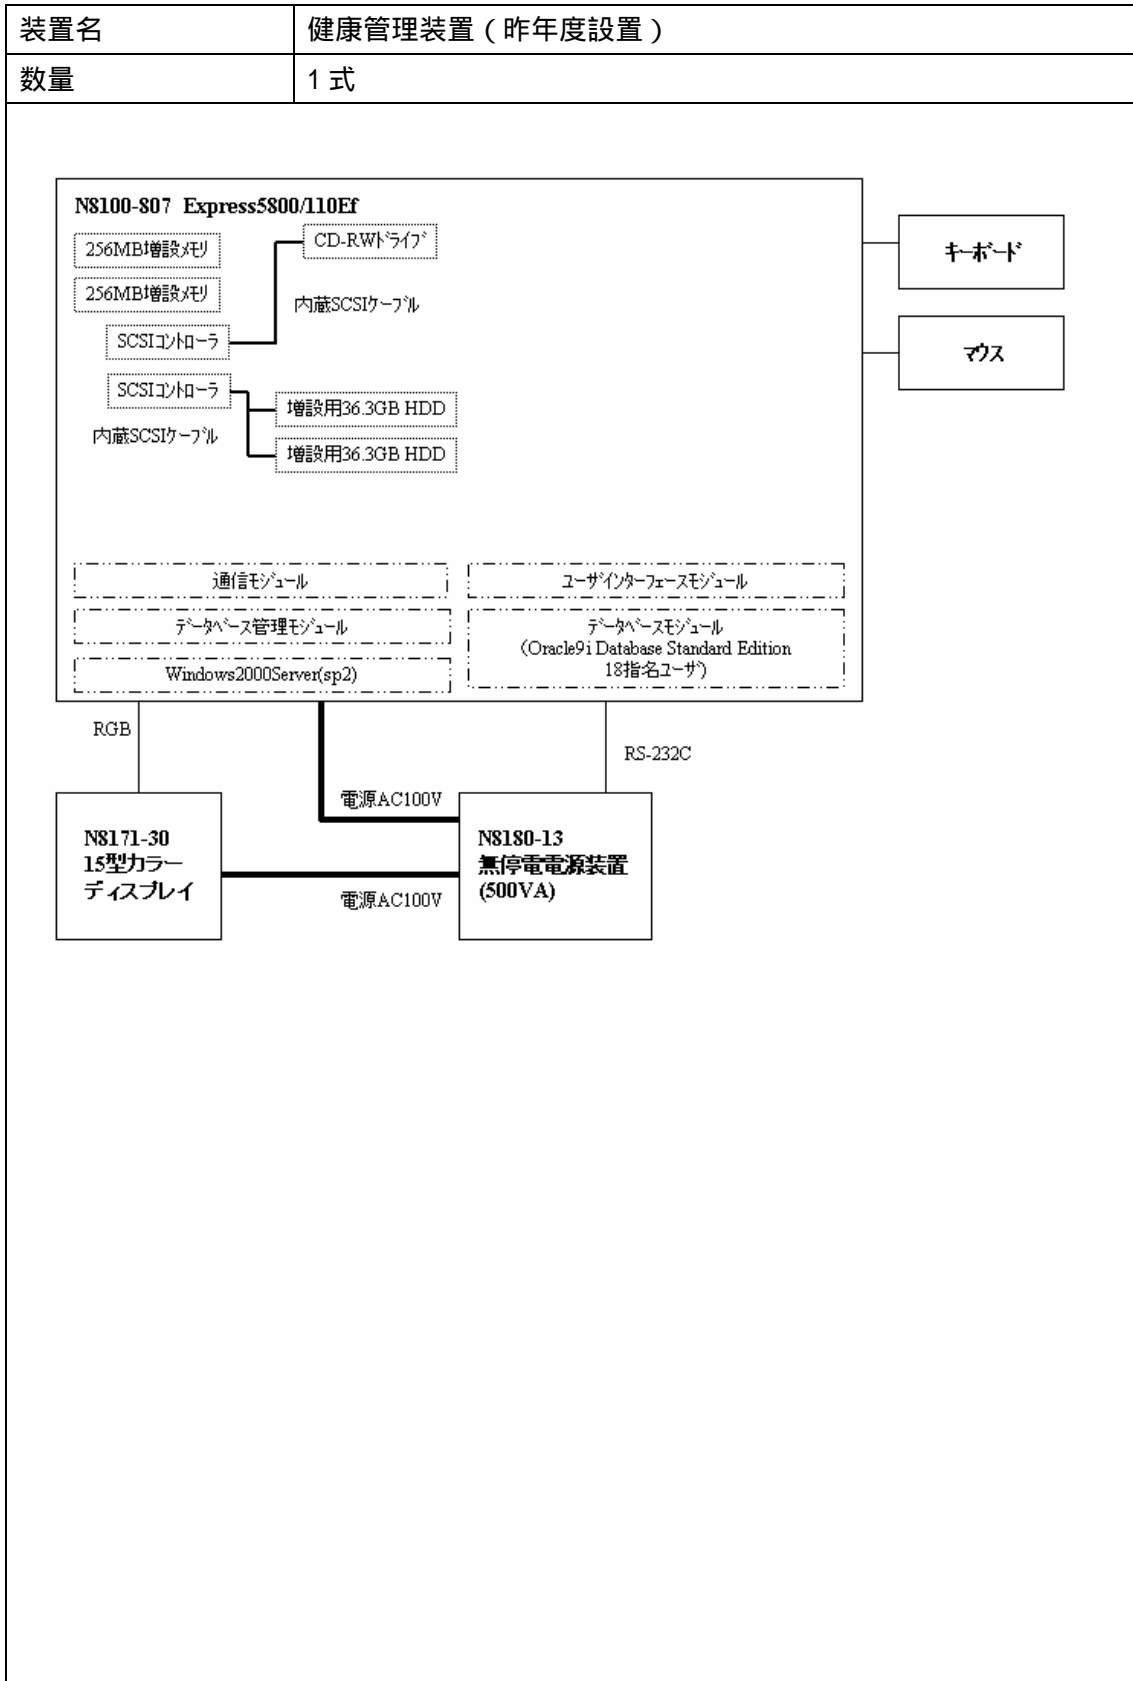 装置名
健康管理装置（昨年度設置）
数量
1 式
N8100-807 Express5800/110Ef
256MB増設ﾒﾓﾘ
CD-RWﾄﾞﾗｲﾌﾞ
256MB増設ﾒﾓﾘ
内蔵SCSIｹｰﾌﾞﾙ
SCSIｺﾝﾄﾛｰﾗ
SCSIｺﾝﾄﾛｰﾗ
増設用36.3GB HDD
内蔵SCSIｹｰﾌﾞﾙ
増設用36.3GB HDD
ｷｰﾎﾞｰﾄﾞ
ﾏｳｽ
通信ﾓｼﾞｭｰﾙ
ﾕｰｻﾞｲﾝﾀｰﾌｪｰｽﾓｼﾞｭｰﾙ
ﾃﾞｰﾀﾍﾞｰｽ管理ﾓｼﾞｭｰﾙ
ﾃﾞｰﾀﾍﾞｰｽﾓｼﾞｭｰﾙ
（Oracle9i Database Standard Edition
18指名ﾕｰｻﾞ）
Windows2000Server(sp2)
RGB
RS-232C
電源AC100V
N8171-30
15型カラー
ディスプレイ
N8180-13
無停電電源装置
(500VA)
電源AC100V